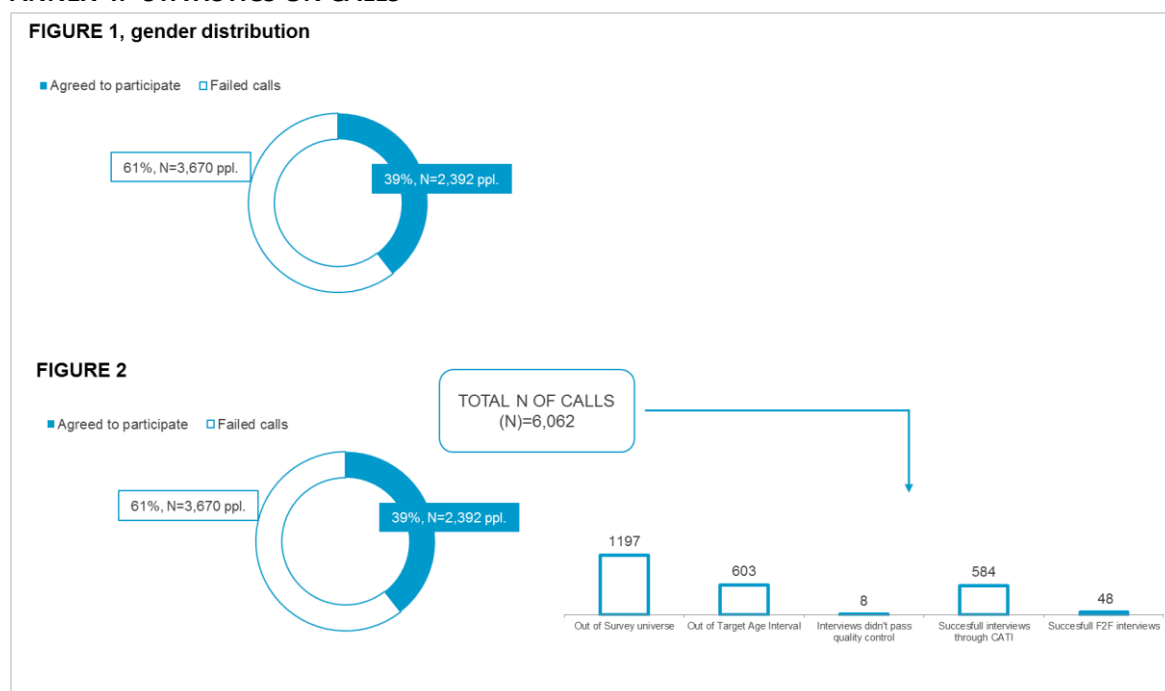 FIGURE 1, gender distribution
Agreed to participate Failed calls
61%, N=3,670 ppl.
39%, N=2,392 ppl.
FIGURE 2
TOTAL N OF CALLS
(N)=6,062
Agreed to participate Failed calls
61%, N=3,670 ppl.
39%, N=2,392 ppl.
1197
603
8
584
48
Out of Survey universe
Out of Target Age Interval
Interviews didn't pass
quality control
Succesfull interviews
through CATI
Succesfull F2F interviews